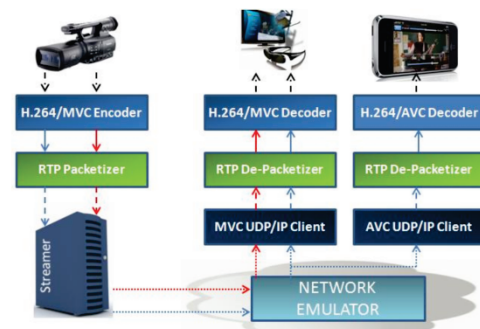 H.264/MVC Encoder
H.264/MVC Decoder
H.264/AVC Decoder
RTP Packetizer
RTP De-Packetizer
RTP De-Packetizer
MVC UDP/IP Client
AVC UDP/IP Client
Streamer
NETWORK
EMULATOR